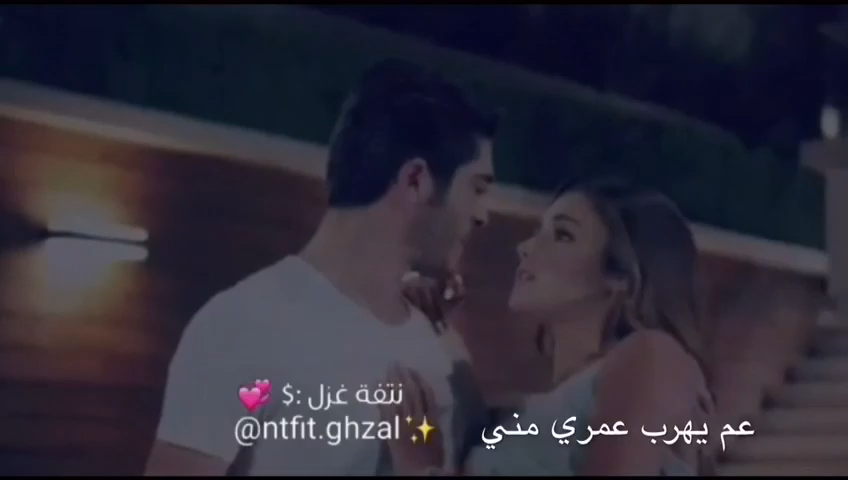 نتفة غزل :$ 💞
@ntfit.ghzal✨
عم يهرب عمري مني